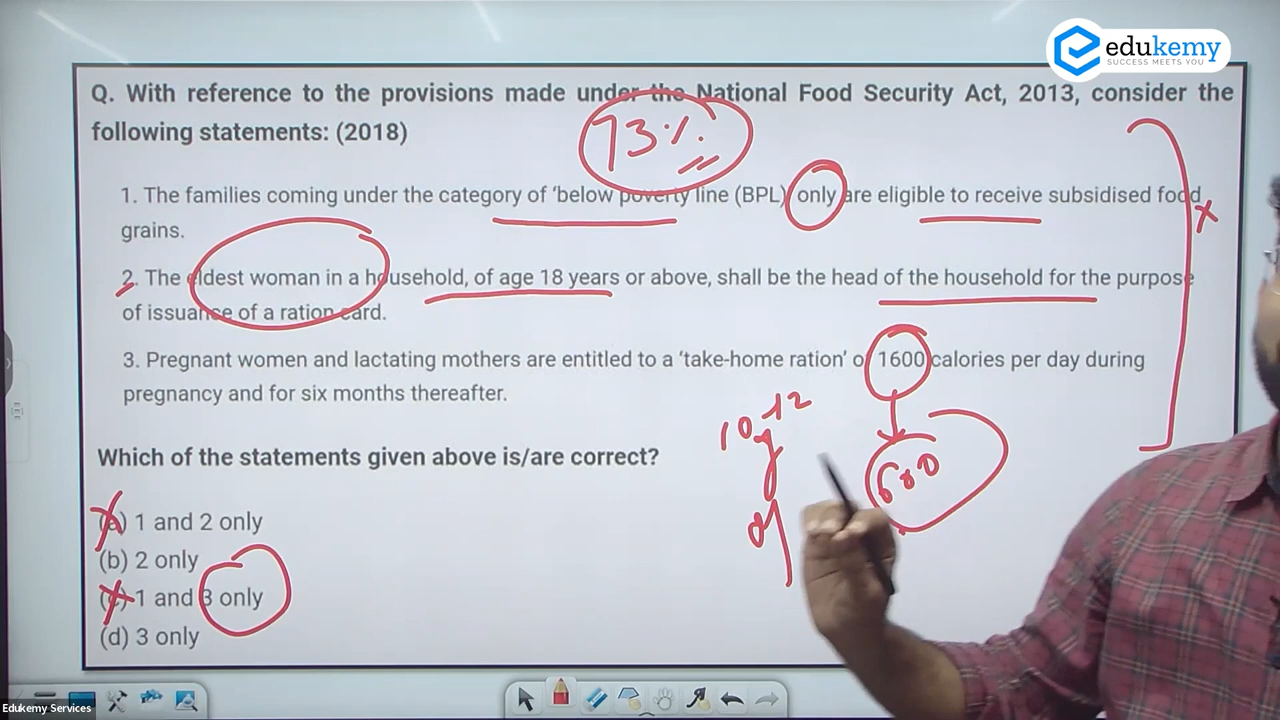 edukemy
SUCCESS MEETS YOU
Q. With reference to the provisions made under the National Food Security Act, 2013, consider the
following statements: (2018)
73%
1. The families coming under the category of ‘below poverty line (BPL) only are eligible to receive subsidised food
grains.
2. The eldest woman in a household, of age 18 years or above, shall be the head of the household for the purpose
of issuance of a ration card.
3. Pregnant women and lactating mothers are entitled to a ‘take-home ration’ of 1600 calories per day during
pregnancy and for six months thereafter.
10
12
600
Which of the statements given above is/are correct?
(a) 1 and 2 only
(b) 2 only
(c) 1 and 3 only
(d) 3 only
Edukemy Services